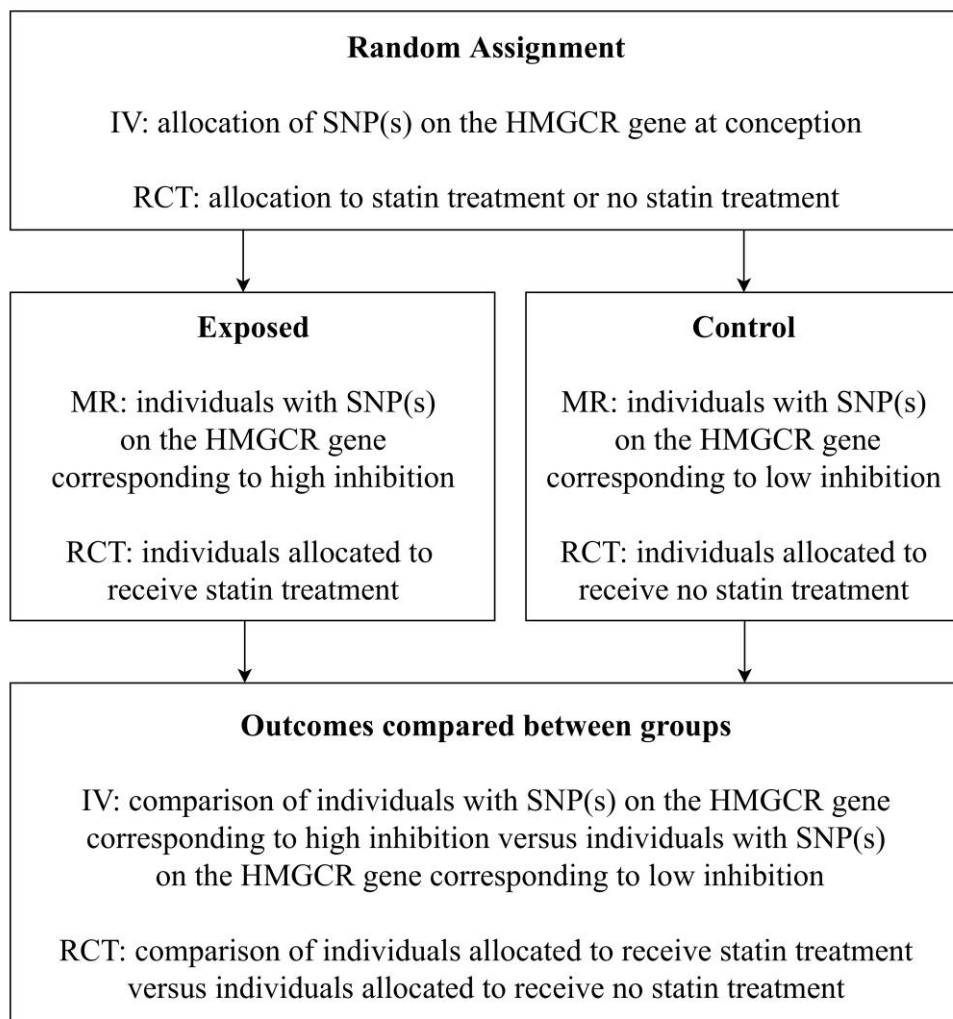 Random Assignment
IV: allocation of SNP(s) on the HMGCR gene at conception
RCT: allocation to statin treatment or no statin treatment
Exposed
MR: individuals with SNP(s)
on the HMGCR gene
corresponding to high inhibition
RCT: individuals allocated to
receive statin treatment
Control
MR: individuals with SNP(s)
on the HMGCR gene
corresponding to low inhibition
RCT: individuals allocated to
receive no statin treatment
Outcomes compared between groups
IV: comparison of individuals with SNP(s) on the HMGCR gene
corresponding to high inhibition versus individuals with SNP(s)
on the HMGCR gene corresponding to low inhibition
RCT: comparison of individuals allocated to receive statin treatment
versus individuals allocated to receive no statin treatment